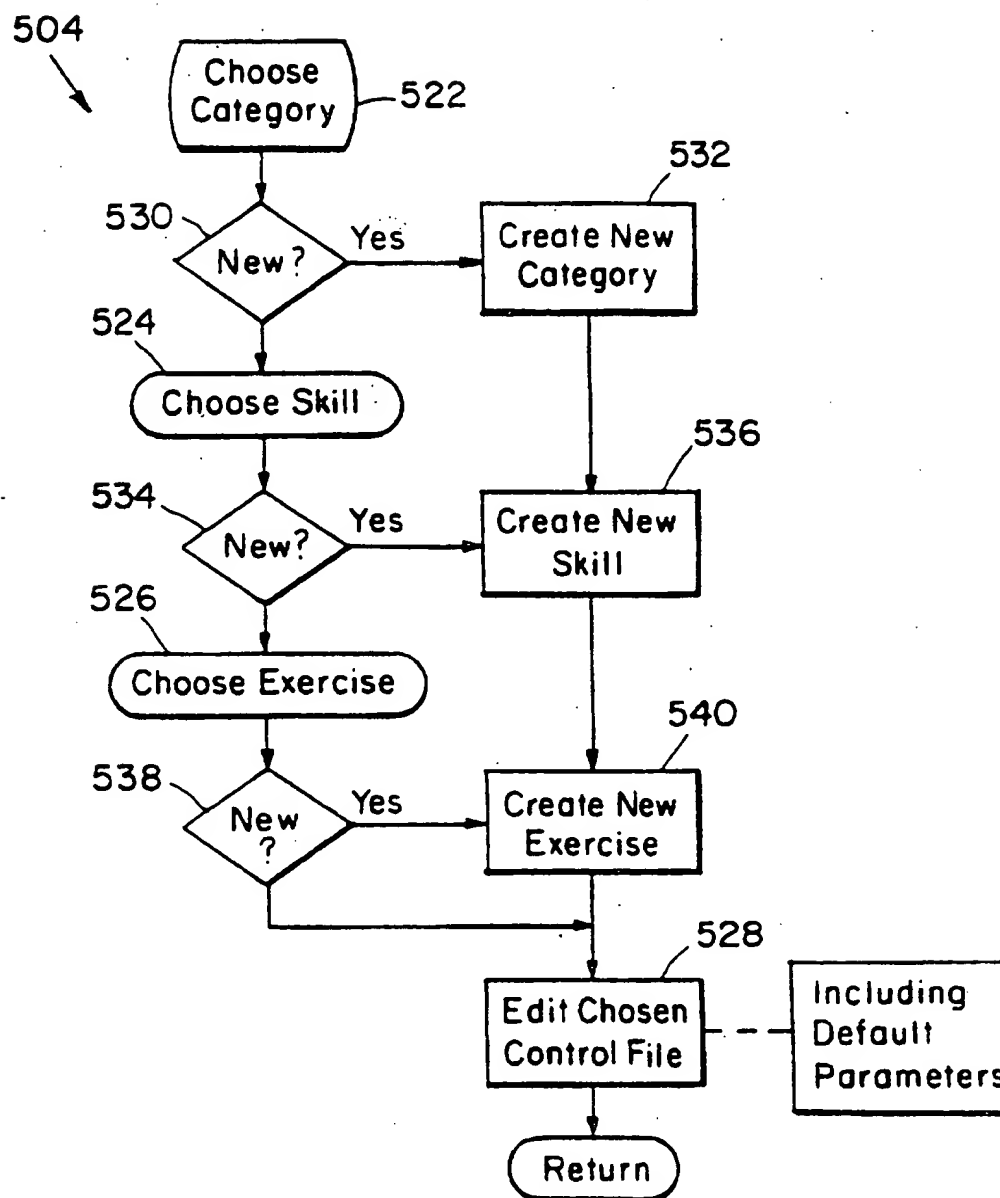 504
Choose
Category
522
530
New?
Yes
532
Create New
Category
524
Choose Skill
534
New?
Yes
536
Create New
Skill
526
Choose Exercise
538
New
?
Yes
540
Create New
Exercise
528
Edit Chosen
Control File
Including
Default
Parameters
Return